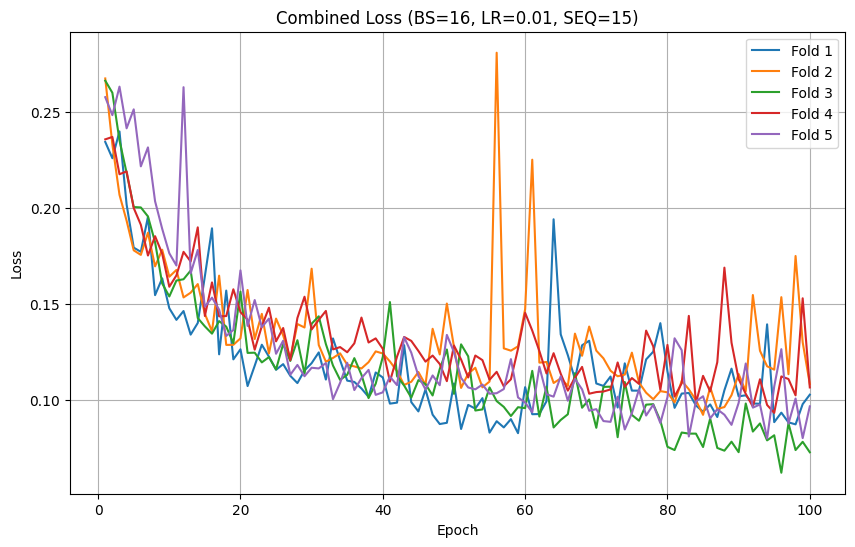 Combined Loss (BS=16, LR=0.01, SEQ=15)
Fold 1
Fold 2
Fold 3
Fold 4
Fold 5
Loss
0.25
0.20
0.15
0.10
0 20 40 60 80 100
Epoch